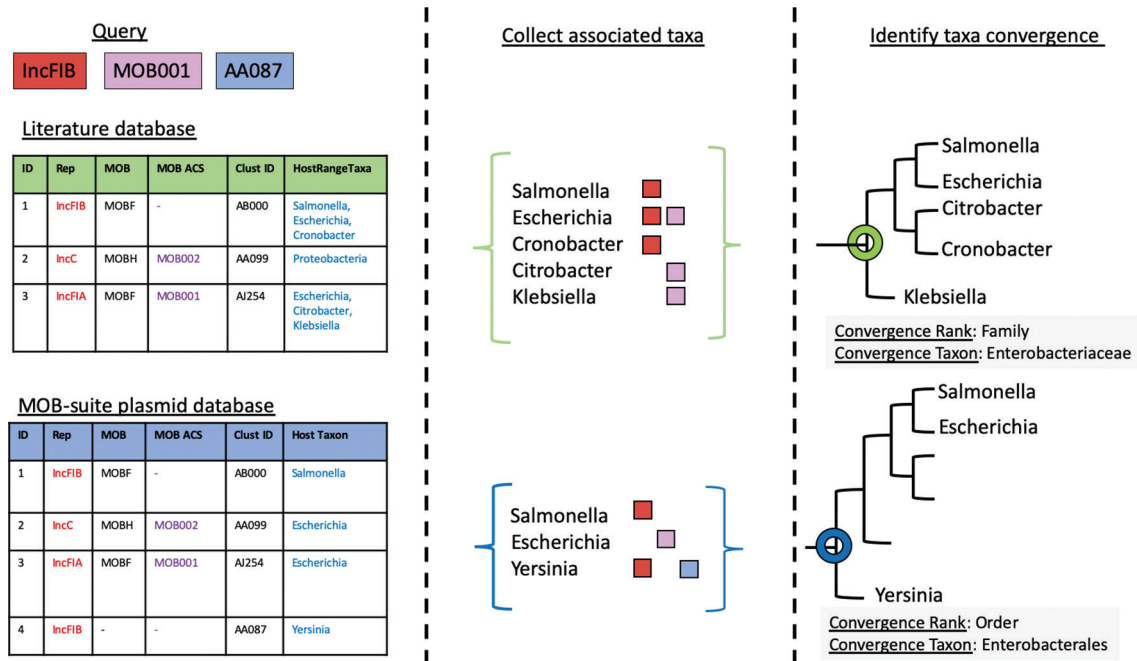 Query
IncFIB MOB001 AA087
Literature database
ID Rep MOB MOB ACS Clust ID HostRangeTaxa
1 IncFIB MOBF - AB000 Salmonella,
Escherichia,
Cronobacter
2 IncC MOBH MOB002 AA099 Proteobacteria
3 IncFIA MOBF MOB001 AJ254 Escherichia,
Citrobacter,
Klebsiella
MOB-suite plasmid database
ID Rep MOB MOB ACS Clust ID Host Taxon
1 IncFIB MOBF - AB000 Salmonella
2 IncC MOBH MOB002 AA099 Escherichia
3 IncFIA MOBF MOB001 AJ254 Escherichia
4 IncFIB - - AA087 Yersinia
Collect associated taxa
Salmonella
Escherichia
Cronobacter
Citrobacter
Klebsiella
Salmonella
Escherichia
Yersinia
Identify taxa convergence
Salmonella
Escherichia
Citrobacter
Cronobacter
Klebsiella
Convergence Rank: Family
Convergence Taxon: Enterobacteriaceae
Salmonella
Escherichia
Yersinia
Convergence Rank: Order
Convergence Taxon: Enterobacterales